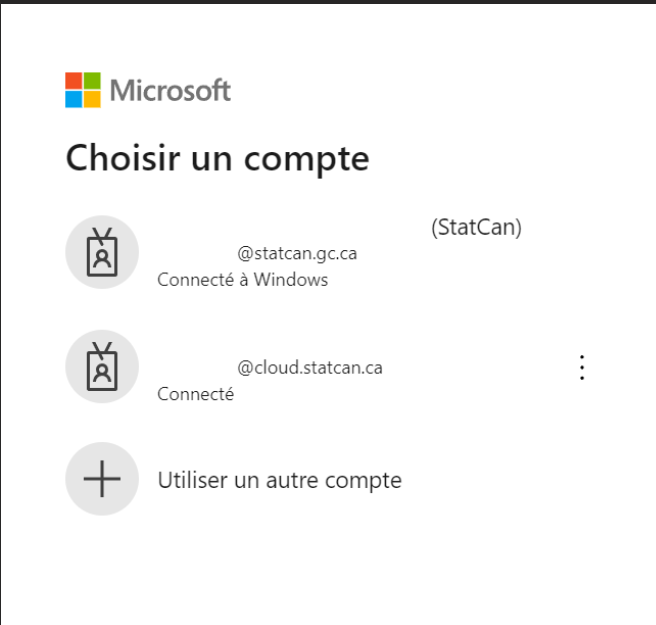 Microsoft
Choisir un compte
(StatCan)
@statcan.gc.ca
Connecté à Windows
@cloud.statcan.ca
Connecté
Utiliser un autre compte